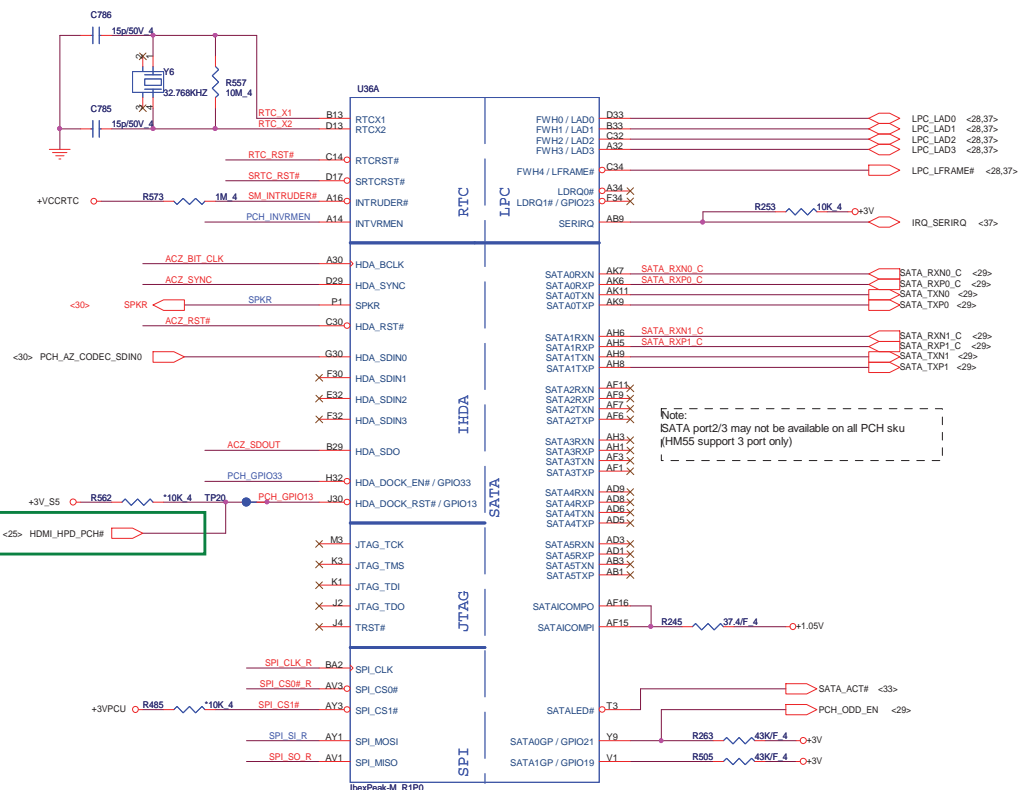 C786
15p/50V_4
2
1
Y6
32.768KHZ
3
4
R557
10M_4
C785
15p/50V_4
U36A
RTC_X1 B13 RTCX1
RTC_X2 D13 RTCX2
RTC_RST# C14 RTCRST#
SRTC_RST# D17 SRTCRST#
+VCCRTC R573 1M_4 SM_INTRUDER# A16 INTRUDER#
PCH_INVRMEN A14 INTVRMEN
RTC
LPC
FWH0 / LAD0 D33 LPC_LAD0 <28,37>
FWH1 / LAD1 B33 LPC_LAD1 <28,37>
FWH2 / LAD2 C32 LPC_LAD2 <28,37>
FWH3 / LAD3 A32 LPC_LAD3 <28,37>
FWH4 / LFRAME# C34 LPC_LFRAME# <28,37>
LDRQ0# A34
LDRQ1# / GPIO23 F34
SERIRQ AB9 IRQ_SERIRQ <37>
R253 10K_4 +3V
ACZ_BIT_CLK A30 HDA_BCLK
ACZ_SYNC D29 HDA_SYNC
<30> SPKR SPKR P1 SPKR
ACZ_RST# C30 HDA_RST#
<30> PCH_AZ_CODEC_SDIN0 G30 HDA_SDIN0
F30 HDA_SDIN1
E32 HDA_SDIN2
F32 HDA_SDIN3
ACZ_SDOUT B29 HDA_SDO
PCH_GPIO33 H32 HDA_DOCK_EN# / GPIO33
+3V_S5 R562 *10K_4 TP20 PCH_GPIO13 J30 HDA_DOCK_RST# / GPIO13
<25> HDMI_HPD_PCH#
IHDA
SATA
SATA0RXN AK7 SATA_RXN0_C SATA_RXN0_C <29>
SATA0RXP AK6 SATA_RXP0_C SATA_RXP0_C <29>
SATA0TXN AK11 SATA_TXN0 <29>
SATA0TXP AK9 SATA_TXP0 <29>
SATA1RXN AH6 SATA_RXN1_C SATA_RXN1_C <29>
SATA1RXP AH5 SATA_RXP1_C SATA_RXP1_C <29>
SATA1TXN AH9 SATA_TXN1 <29>
SATA1TXP AH8 SATA_TXP1 <29>
SATA2RXN AF11
SATA2RXP AF9
SATA2TXN AF7
SATA2TXP AF6
SATA3RXN AH3
SATA3RXP AH1
SATA3TXN AF3
SATA3TXP AF1
SATA4RXN AD9
SATA4RXP AD8
SATA4TXN AD6
SATA4TXP AD5
SATA5RXN AD3
SATA5RXP AD1
SATA5TXN AB3
SATA5TXP AB1
Note:
SATA port2/3 may not be available on all PCH sku
(HM55 support 3 port only)
M3 JTAG_TCK
K3 JTAG_TMS
K1 JTAG_TDI
J2 JTAG_TDO
J4 TRST#
JTAG
SATAICOMPO AF16
SATAICOMPI AF15 R245 37.4/F_4 +1.05V
SPI_CLK_R BA2 SPI_CLK
SPI_CS0#_R AV3 SPI_CS0#
+3VPCU R485 *10K_4 SPI_CS1# AY3 SPI_CS1#
SPI_SI_R AY1 SPI_MOSI
SPI_SO_R AV1 SPI_MISO
SPI
SATALED# T3 SATA_ACT# <33>
PCH_ODD_EN <29>
SATA0GP / GPIO21 Y9 R263 43K/F_4 +3V
SATA1GP / GPIO19 V1 R505 43K/F_4 +3V
IbexPeak-M_R1P0